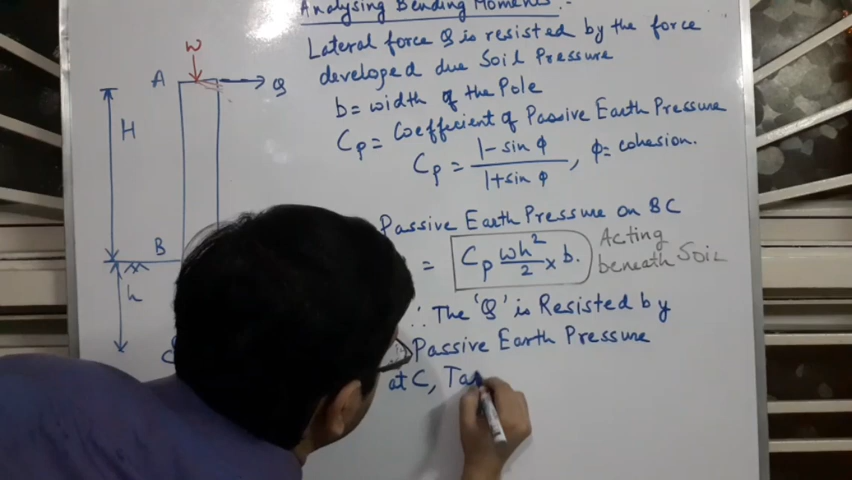 Analysing Bending Moments :-
Lateral force Q is resisted by the force
developed due Soil Pressure
b = width of the Pole
Cp = Coefficient of Passive Earth Pressure
Cp = 1 - sin φ / 1 + sin φ , φ = cohesion.
Passive Earth Pressure on BC
= Cp wh²/2 x b.
Acting
beneath Soil
∴ The 'Q' is Resisted by
Passive Earth Pressure
at C, Ta
W
A
Q
H
B
h
C